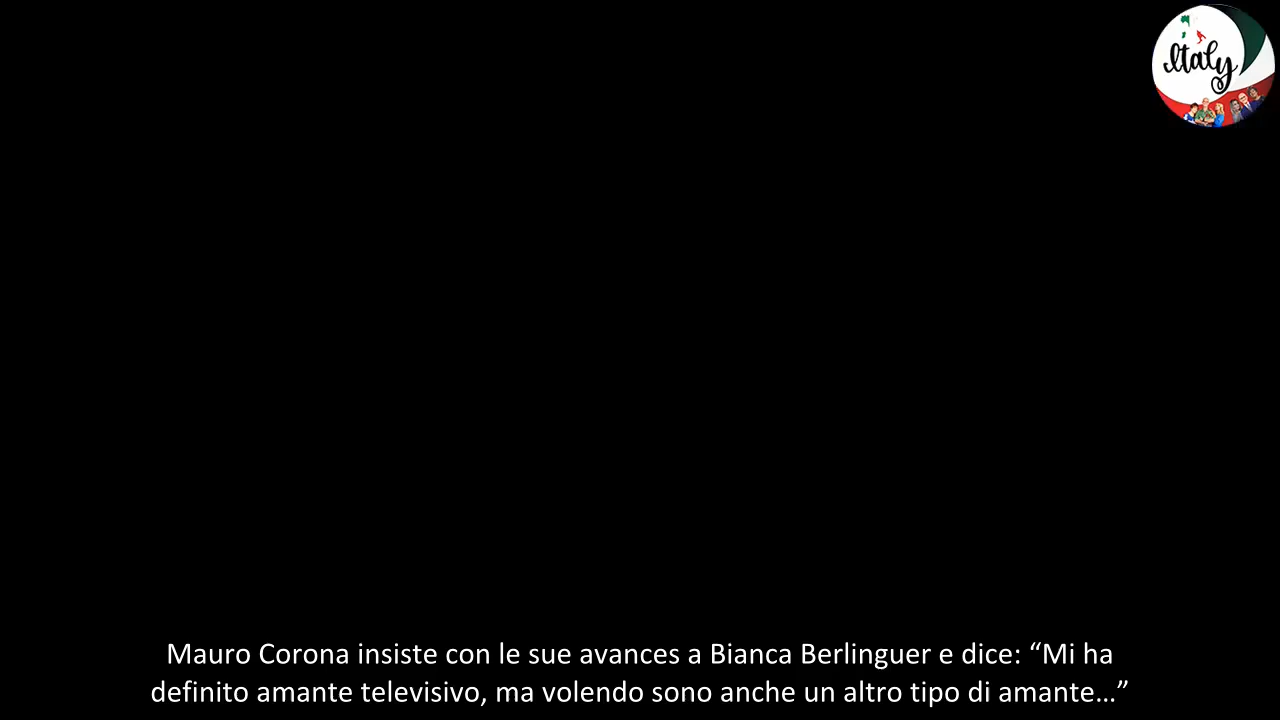 Italy
Mauro Corona insiste con le sue avances a Bianca Berlinguer e dice: “Mi ha
definito amante televisivo, ma volendo sono anche un altro tipo di amante…”